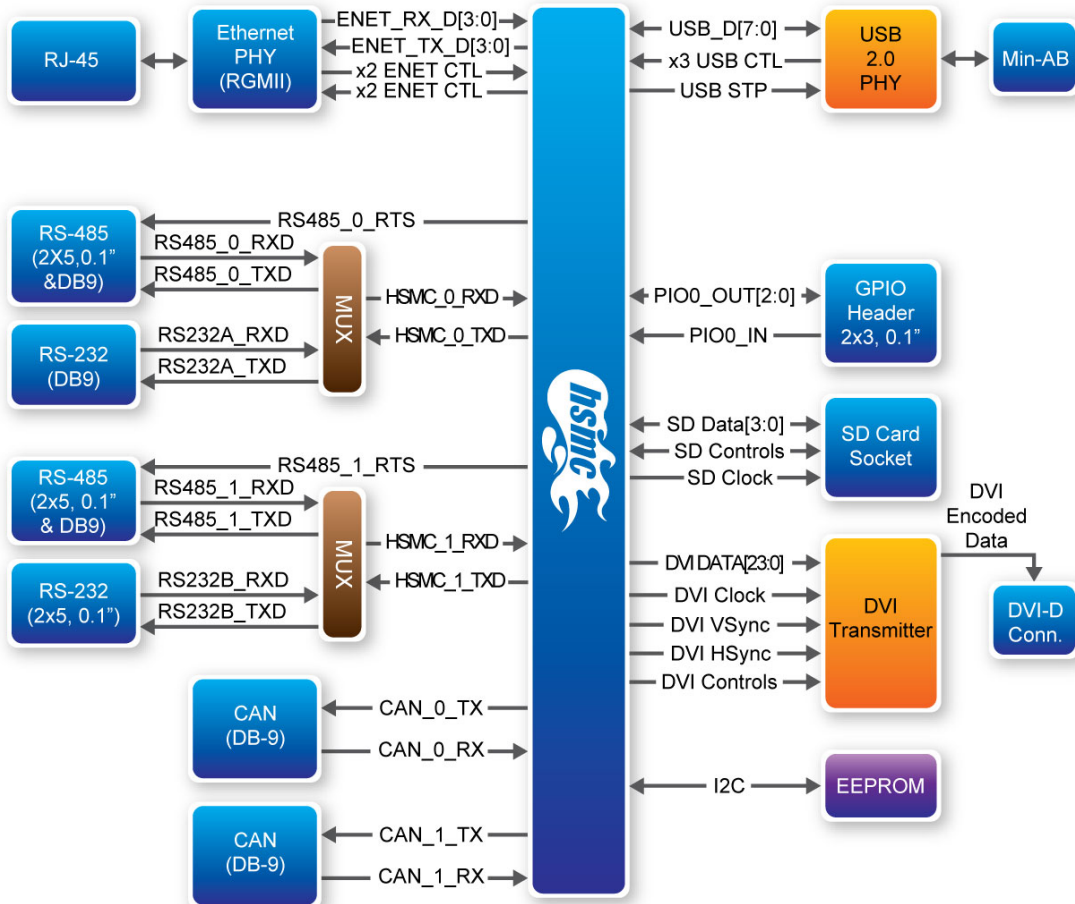 RJ-45
Ethernet
PHY
(RGMII)
ENET_RX_D[3:0]
ENET_TX_D[3:0]
x2 ENET CTL
x2 ENET CTL
USB_D[7:0]
x3 USB CTL
USB STP
USB
2.0
PHY
Min-AB
RS-485
(2X5,0.1”
&DB9)
RS485_0_RTS
RS485_0_RXD
RS485_0_TXD
RS-232
(DB9)
RS232A_RXD
RS232A_TXD
MUX
HSMC_0_RXD
HSMC_0_TXD
hsmc
PIO0_OUT[2:0]
PIO0_IN
GPIO
Header
2x3, 0.1”
SD Data[3:0]
SD Controls
SD Clock
SD Card
Socket
RS-485
(2x5, 0.1”
& DB9)
RS485_1_RTS
RS485_1_RXD
RS485_1_TXD
RS-232
(2x5, 0.1”)
RS232B_RXD
RS232B_TXD
MUX
HSMC_1_RXD
HSMC_1_TXD
DVI DATA[23:0]
DVI Clock
DVI VSync
DVI HSync
DVI Controls
DVI
Transmitter
DVI
Encoded
Data
DVI-D
Conn.
CAN
(DB-9)
CAN_0_TX
CAN_0_RX
I2C
EEPROM
CAN
(DB-9)
CAN_1_TX
CAN_1_RX